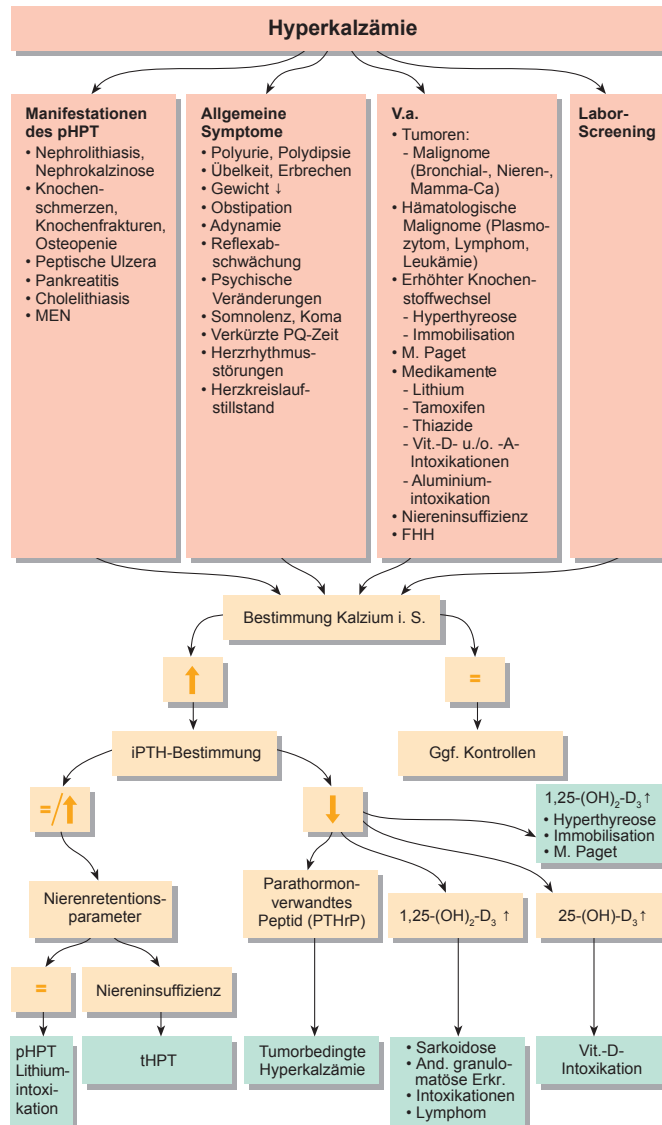 Hyperkalzämie
Manifestationen
des pHPT
• Nephrolithiasis,
Nephrokalzinose
• Knochen-
schmerzen,
Knochenfrakturen,
Osteopenie
• Peptische Ulzera
• Pankreatitis
• Cholelithiasis
• MEN
Allgemeine
Symptome
• Polyurie, Polydipsie
• Übelkeit, Erbrechen
• Gewicht ↓
• Obstipation
• Adynamie
• Reflexab-
schwächung
• Psychische
Veränderungen
• Somnolenz, Koma
• Verkürzte PQ-Zeit
• Herzrhythmus-
störungen
• Herzkreislauf-
stillstand
V.a.
• Tumoren:
- Malignome
(Bronchial-, Nieren-,
Mamma-Ca)
• Hämatologische
Malignome (Plasmo-
zytom, Lymphom,
Leukämie)
• Erhöhter Knochen-
stoffwechsel
- Hyperthyreose
- Immobilisation
• M. Paget
• Medikamente
- Lithium
- Tamoxifen
- Thiazide
- Vit.-D- u./o. -A-
Intoxikationen
- Aluminium-
intoxikation
• Niereninsuffizienz
• FHH
Labor-
Screening
Bestimmung Kalzium i. S.
↑
=
iPTH-Bestimmung
Ggf. Kontrollen
=/↑
↓
1,25-(OH)₂-D₃ ↑
• Hyperthyreose
• Immobilisation
• M. Paget
Nierenretentions-
parameter
Parathormon-
verwandtes
Peptid (PTHrP)
1,25-(OH)₂-D₃ ↑
25-(OH)-D₃ ↑
=
Niereninsuffizienz
pHPT
Lithium-
intoxi-
kation
tHPT
Tumorbedingte
Hyperkalzämie
• Sarkoidose
• And. granulo-
matöse Erkr.
• Intoxikationen
• Lymphom
Vit.-D-
Intoxikation